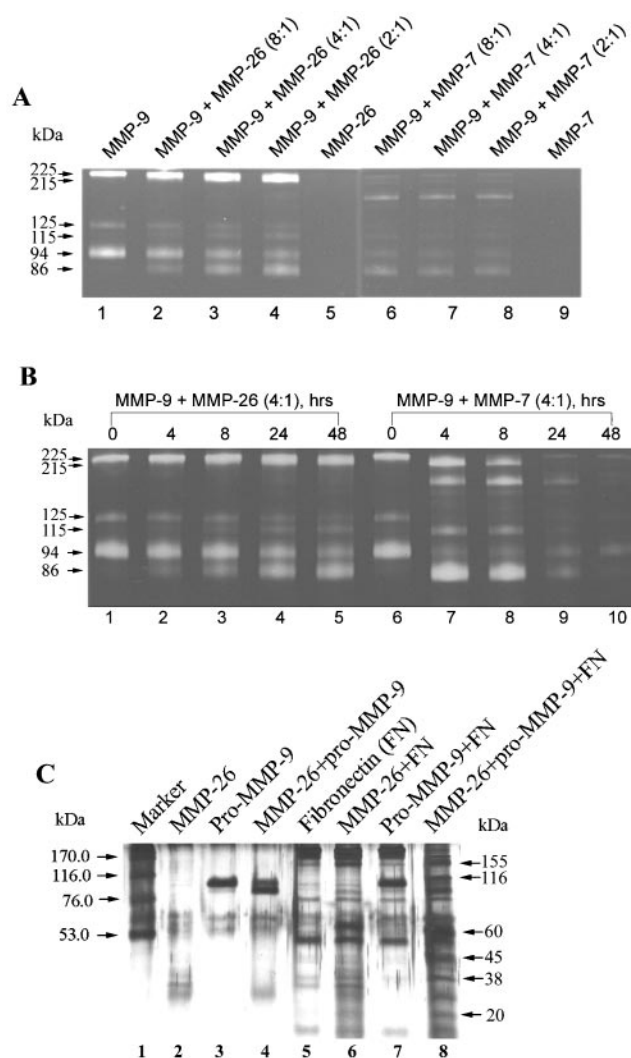 A
kDa
MMP-9
MMP-9 + MMP-26 (8:1)
MMP-9 + MMP-26 (4:1)
MMP-9 + MMP-26 (2:1)
MMP-26
MMP-9 + MMP-7 (8:1)
MMP-9 + MMP-7 (4:1)
MMP-9 + MMP-7 (2:1)
MMP-7
225
215
125
115
94
86
1 2 3 4 5 6 7 8 9
B
MMP-9 + MMP-26 (4:1), hrs MMP-9 + MMP-7 (4:1), hrs
kDa
0 4 8 24 48 0 4 8 24 48
225
215
125
115
94
86
1 2 3 4 5 6 7 8 9 10
C
kDa
Marker
MMP-26
Pro-MMP-9
MMP-26+pro-MMP-9
Fibronectin (FN)
MMP-26+FN
Pro-MMP-9+FN
MMP-26+pro-MMP-9+FN
kDa
170.0
116.0
76.0
53.0
155
116
60
45
38
20
1 2 3 4 5 6 7 8